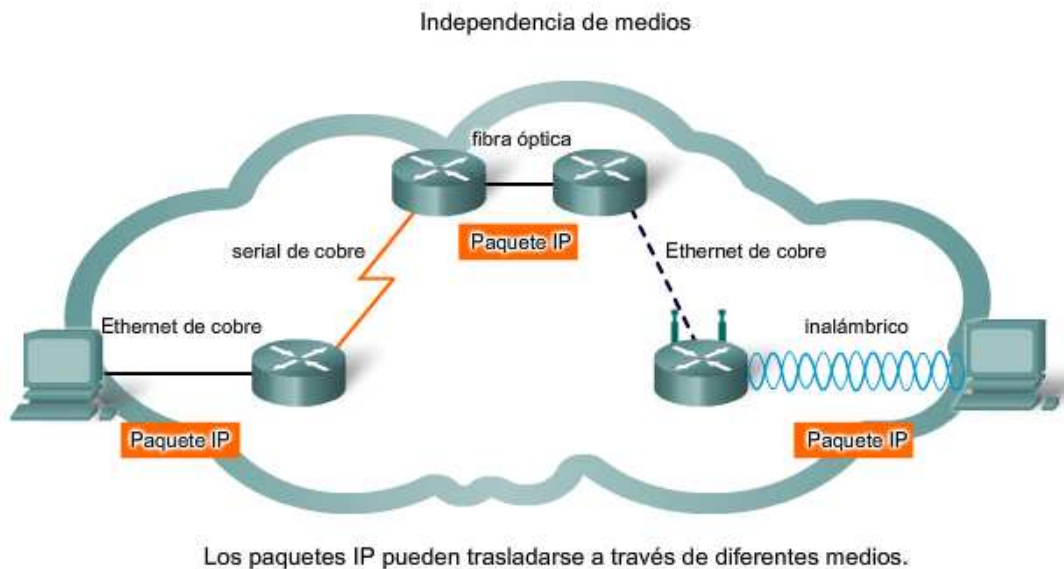 Independencia de medios
fibra óptica
Paquete IP
serial de cobre
Ethernet de cobre
Ethernet de cobre
inalámbrico
Paquete IP
Paquete IP
Los paquetes IP pueden trasladarse a través de diferentes medios.